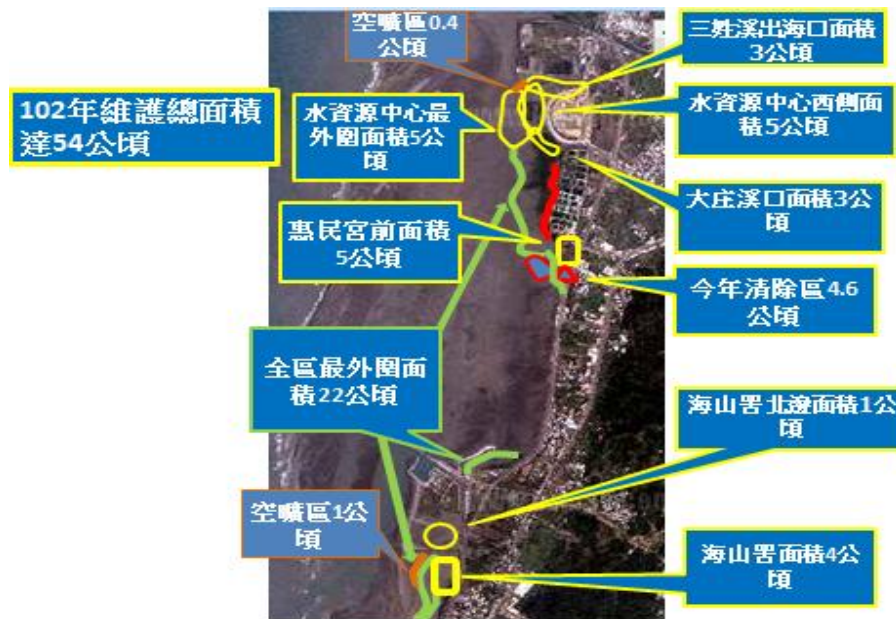 空曠區0.4
公頃
三姓溪出海口面積
3公頃
102年維護總面積
達54公頃
水資源中心最
外圍面積5公
頃
水資源中心西側面
積5公頃
大庄溪口面積3公
頃
惠民宮前面積
5公頃
今年清除區4.6
公頃
全區最外圍面
積22公頃
海山罟北邊面積1公
頃
空曠區1公
頃
海山罟面積4公
頃